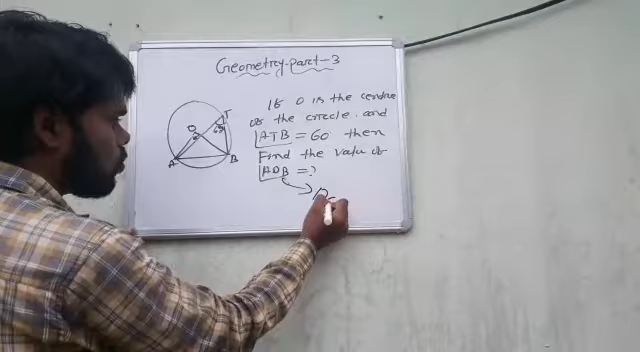 Geometry-part-3
If O is the centre
of the circle and
ATB = 60 then
Find the value of
AOB = ?
O
T
60
A
B